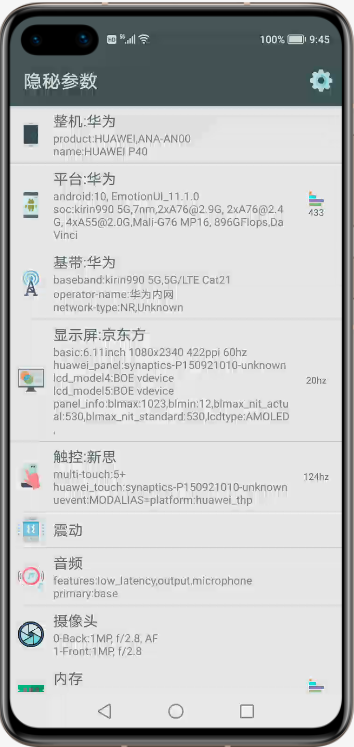 HD 5G 100% 9:45
隐秘参数
整机:华为
product:HUAWEI,ANA-AN00
name:HUAWEI P40
平台:华为
android:10, EmotionUI_11.1.0
soc:kirin990 5G,7nm,2xA76@2.9G, 2xA76@2.4
G, 4xA55@2.0G,Mali-G76 MP16, 896GFlops,Da
Vinci
433
基带:华为
baseband:kirin990 5G,5G/LTE Cat21
operator-name:华为内网
network-type:NR,Unknown
显示屏:京东方
basic:6.11inch 1080x2340 422ppi 60hz
huawei_panel:synaptics-P150921010-unknown
lcd_model4:BOE vdevice
lcd_model5:BOE vdevice
panel_info:blmax:1023,blmin:12,blmax_nit_actu
al:530,blmax_nit_standard:530,lcdtype:AMOLED
,
20hz
触控:新思
multi-touch:5+
huawei_touch:synaptics-P150921010-unknown
uevent:MODALIAS=platform:huawei_thp
124hz
震动
音频
features:low_latency,output,microphone
primary:base
摄像头
0-Back:1MP, f/2.8, AF
1-Front:1MP, f/2.8
内存